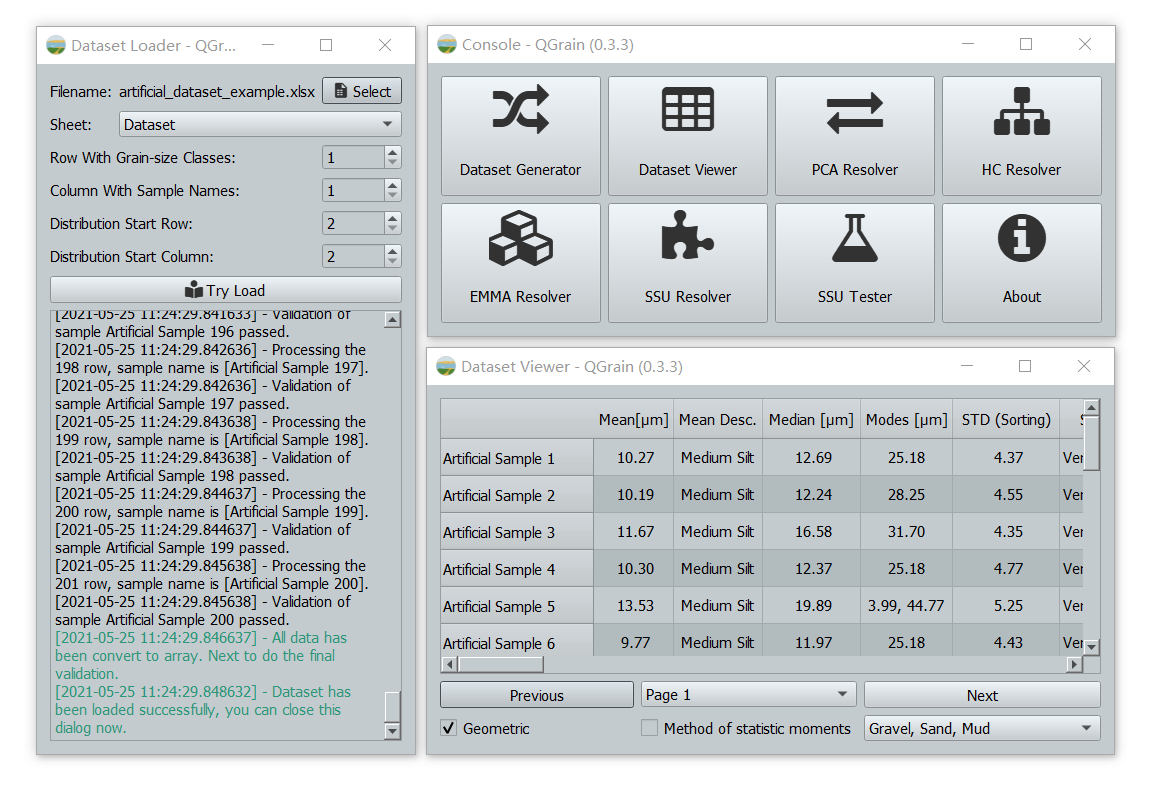 Dataset Loader - QGr...
Filename: artificial_dataset_example.xlsx Select
Sheet: Dataset
Row With Grain-size Classes: 1
Column With Sample Names: 1
Distribution Start Row: 2
Distribution Start Column: 2
Try Load
[2021-05-25 11:24:29.841633] - Validation of
sample Artificial Sample 196 passed.
[2021-05-25 11:24:29.842636] - Processing the
198 row, sample name is [Artificial Sample 197].
[2021-05-25 11:24:29.842636] - Validation of
sample Artificial Sample 197 passed.
[2021-05-25 11:24:29.843638] - Processing the
199 row, sample name is [Artificial Sample 198].
[2021-05-25 11:24:29.843638] - Validation of
sample Artificial Sample 198 passed.
[2021-05-25 11:24:29.844637] - Processing the
200 row, sample name is [Artificial Sample 199].
[2021-05-25 11:24:29.844637] - Validation of
sample Artificial Sample 199 passed.
[2021-05-25 11:24:29.845638] - Processing the
201 row, sample name is [Artificial Sample 200].
[2021-05-25 11:24:29.845638] - Validation of
sample Artificial Sample 200 passed.
[2021-05-25 11:24:29.846637] - All data has
been convert to array. Next to do the final
validation.
[2021-05-25 11:24:29.848632] - Dataset has
been loaded successfully, you can close this
dialog now.
Console - QGrain (0.3.3)
Dataset Generator Dataset Viewer PCA Resolver HC Resolver
EMMA Resolver SSU Resolver SSU Tester About
Dataset Viewer - QGrain (0.3.3)
Mean[μm] Mean Desc. Median [μm] Modes [μm] STD (Sorting)
Artificial Sample 1 10.27 Medium Silt 12.69 25.18 4.37 Ver
Artificial Sample 2 10.19 Medium Silt 12.24 28.25 4.55 Ver
Artificial Sample 3 11.67 Medium Silt 16.58 31.70 4.35 Ver
Artificial Sample 4 10.30 Medium Silt 12.37 25.18 4.77 Ver
Artificial Sample 5 13.53 Medium Silt 19.89 3.99, 44.77 5.25 Ver
Artificial Sample 6 9.77 Medium Silt 11.97 25.18 4.43 Ver
Previous Page 1 Next
Geometric Method of statistic moments Gravel, Sand, Mud